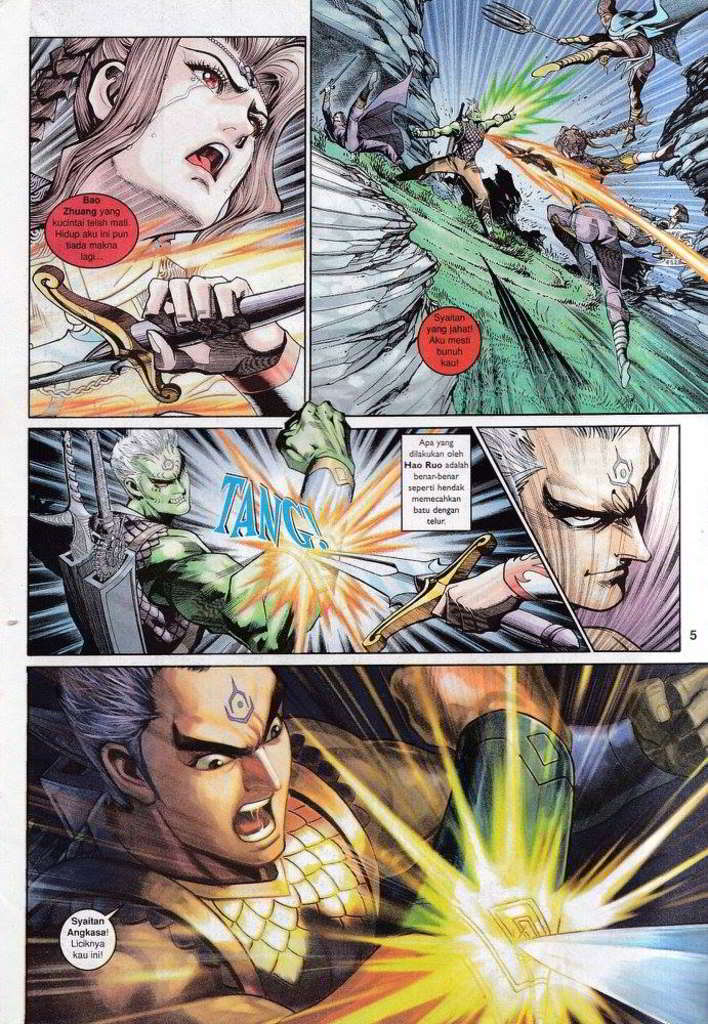 Bao
Zhuang yang
kucintai telah mati.
Hidup aku ini pun
tiada makna
lagi...
Syaitan
yang jahat!
Aku mesti
bunuh
kau!
TANG!
Apa yang
dilakukan oleh
Hao Ruo adalah
benar-benar
seperti hendak
memecahkan
batu dengan
telur.
5
Syaitan
Angkasa!
Liciknya
kau ini!